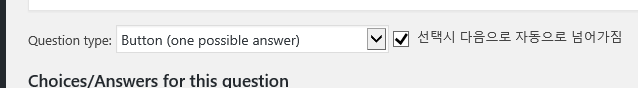 Question type: Button (one possible answer) 선택시 다음으로 자동으로 넘어가짐
Choices/Answers for this question